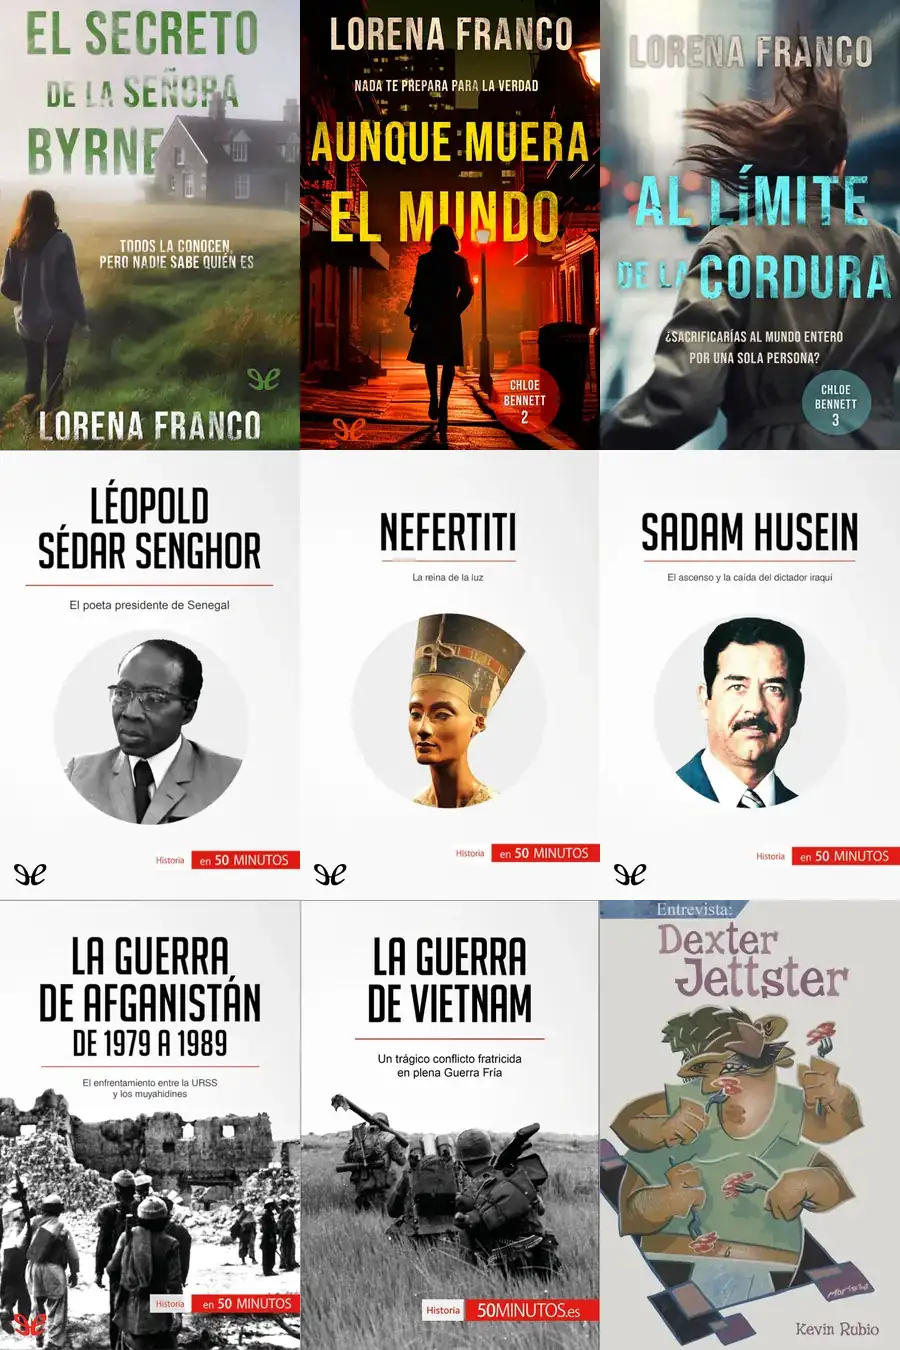 EL SECRETO
DE LA SEÑORA
BYRNE
TODOS LA CONOCEN,
PERO NADIE SABE QUIÉN ES
LORENA FRANCO
LORENA FRANCO
NADA TE PREPARA PARA LA VERDAD
AUNQUE MUERA
EL MUNDO
CHLOE
BENNETT
2
LORENA FRANCO
AL LÍMITE
DE LA CORDURA
¿SACRIFICARÍAS AL MUNDO ENTERO
POR UNA SOLA PERSONA?
CHLOE
BENNETT
3
LÉOPOLD
SÉDAR SENGHOR
El poeta presidente de Senegal
Historia
en 50 MINUTOS
NEFERTITI
La reina de la luz
Historia
en 50 MINUTOS
SADAM HUSEIN
El ascenso y la caída del dictador iraquí
Historia
en 50 MINUTOS
LA GUERRA
DE AFGANISTÁN
DE 1979 A 1989
El enfrentamiento entre la URSS
y los muyahidines
Historia
en 50 MINUTOS
LA GUERRA
DE VIETNAM
Un trágico conflicto fratricida
en plena Guerra Fría
Historia
50MINUTOS.es
Entrevista:
Dexter
Jettster
Kevin Rubio